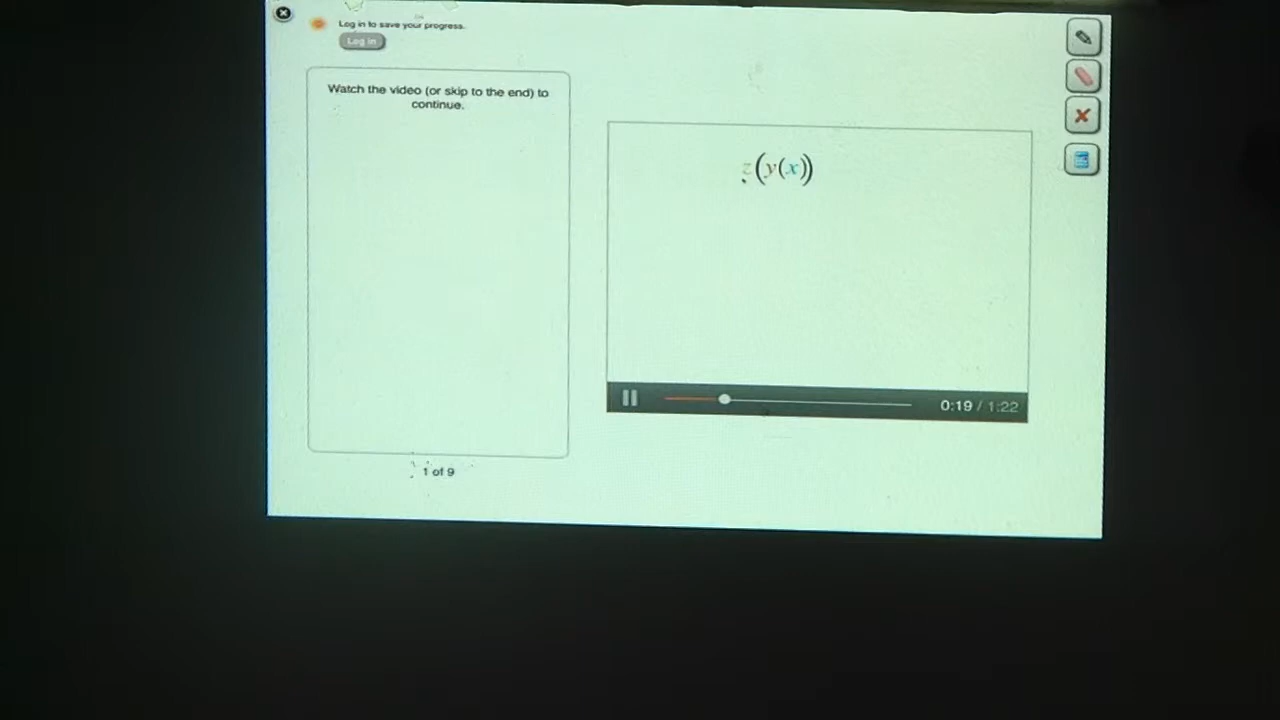 Log in to save your progress.
Log in
Watch the video (or skip to the end) to
continue.
z(y(x))
0:19 / 1:22
1 of 9